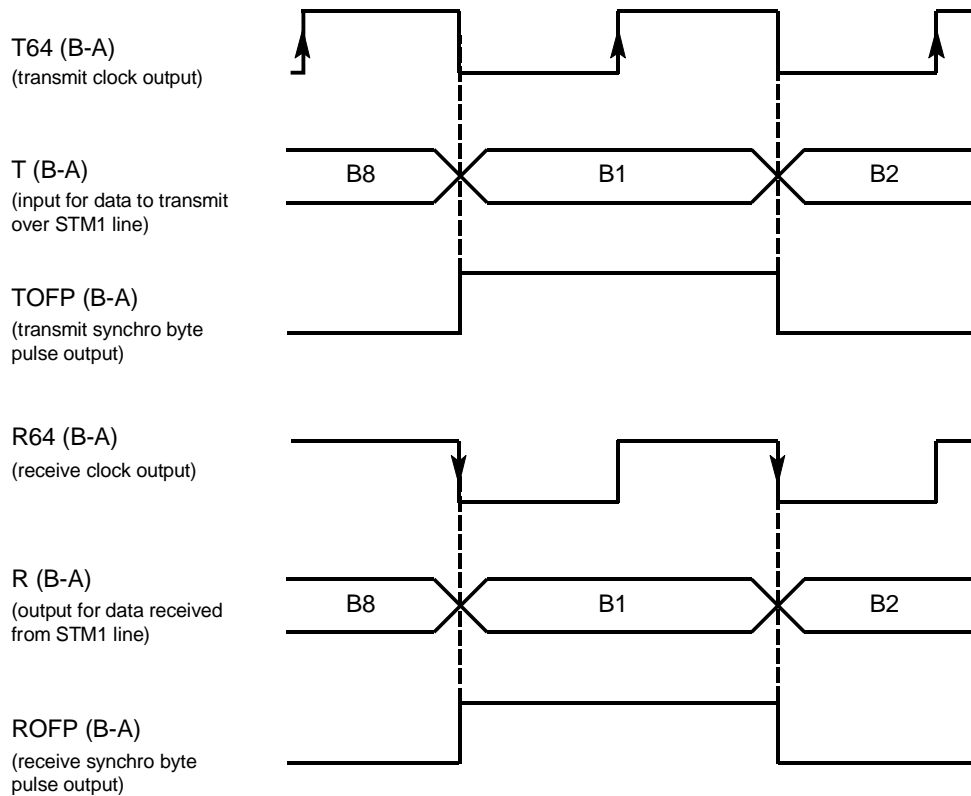 T64 (B-A)
(transmit clock output)
T (B-A)
(input for data to transmit
over STM1 line)
B8
B1
B2
TOFP (B-A)
(transmit synchro byte
pulse output)
R64 (B-A)
(receive clock output)
R (B-A)
(output for data received
from STM1 line)
B8
B1
B2
ROFP (B-A)
(receive synchro byte
pulse output)